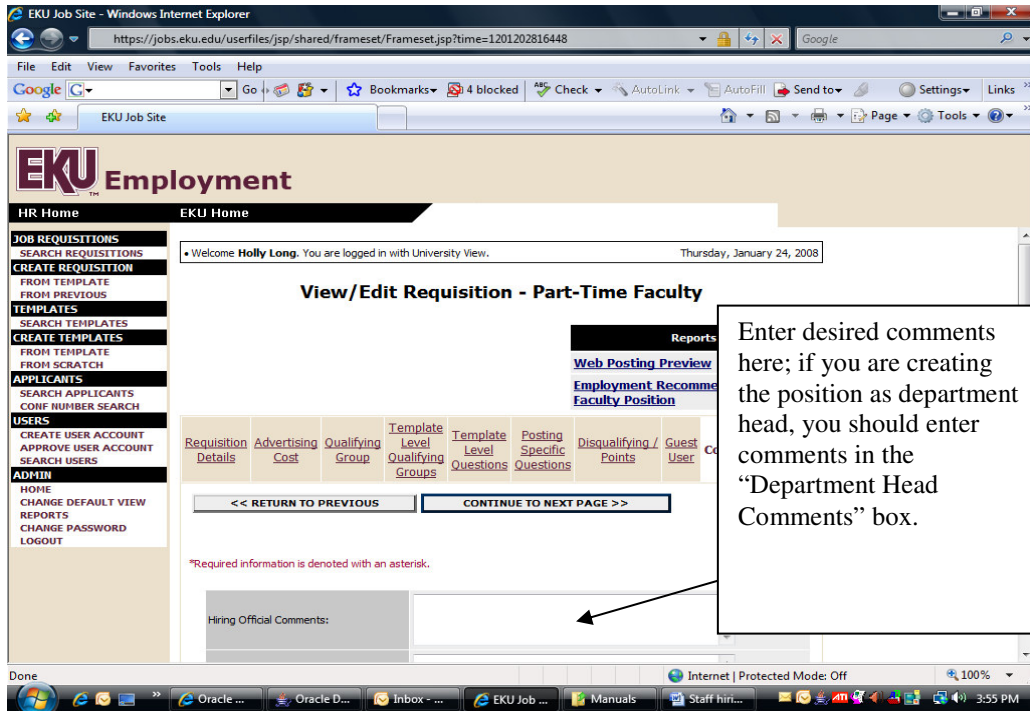 EKU Job Site - Windows Internet Explorer
https://jobs.eku.edu/userfiles/jsp/shared/frameset/Frameset.jsp?time=1201202816448
Google
File Edit View Favorites Tools Help
Google G Go Bookmarks 4 blocked ABC Check AutoLink AutoFill Send to Settings Links »
EKU Job Site Page Tools »
EKU TM Employment
HR Home EKU Home
JOB REQUISITIONS
SEARCH REQUISITIONS
CREATE REQUISITION
FROM TEMPLATE
FROM PREVIOUS
TEMPLATES
SEARCH TEMPLATES
CREATE TEMPLATES
FROM TEMPLATE
FROM SCRATCH
APPLICANTS
SEARCH APPLICANTS
CONF NUMBER SEARCH
USERS
CREATE USER ACCOUNT
APPROVE USER ACCOUNT
SEARCH USERS
ADMIN
HOME
CHANGE DEFAULT VIEW
REPORTS
CHANGE PASSWORD
LOGOUT
• Welcome Holly Long. You are logged in with University View. Thursday, January 24, 2008
View/Edit Requisition - Part-Time Faculty
Reports
Web Posting Preview
Employment Recomme
Faculty Position
Requisition Details
Advertising Cost
Qualifying Group
Template Level Qualifying Groups
Template Level Questions
Posting Specific Questions
Disqualifying / Points
Guest User
Co
<< RETURN TO PREVIOUS CONTINUE TO NEXT PAGE >>
*Required information is denoted with an asterisk.
Hiring Official Comments:
Enter desired comments
here; if you are creating
the position as department
head, you should enter
comments in the
“Department Head
Comments” box.
Done Internet | Protected Mode: Off 100%
» Oracle ... Oracle D... Inbox - ... EKU Job ... Manuals Staff hiri... ATI 3:55 PM